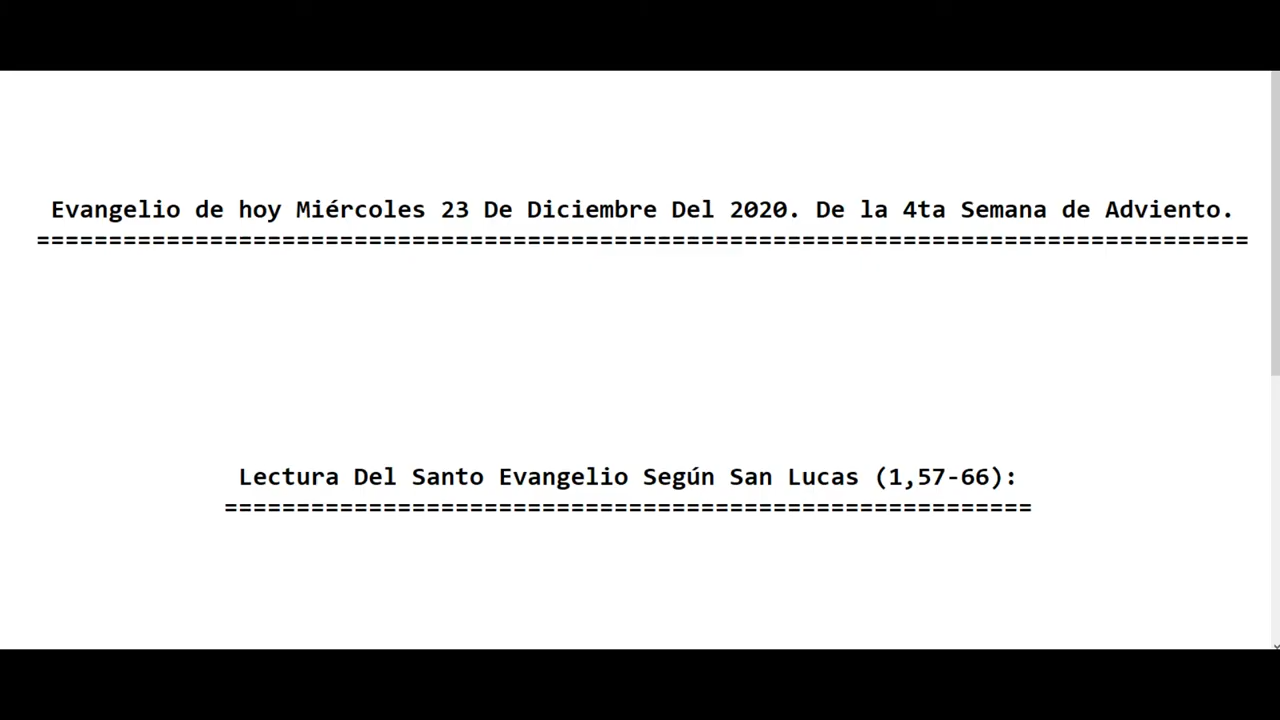 Evangelio de hoy Miércoles 23 De Diciembre Del 2020. De la 4ta Semana de Adviento.
====================================================================================
Lectura Del Santo Evangelio Según San Lucas (1,57-66):
========================================================